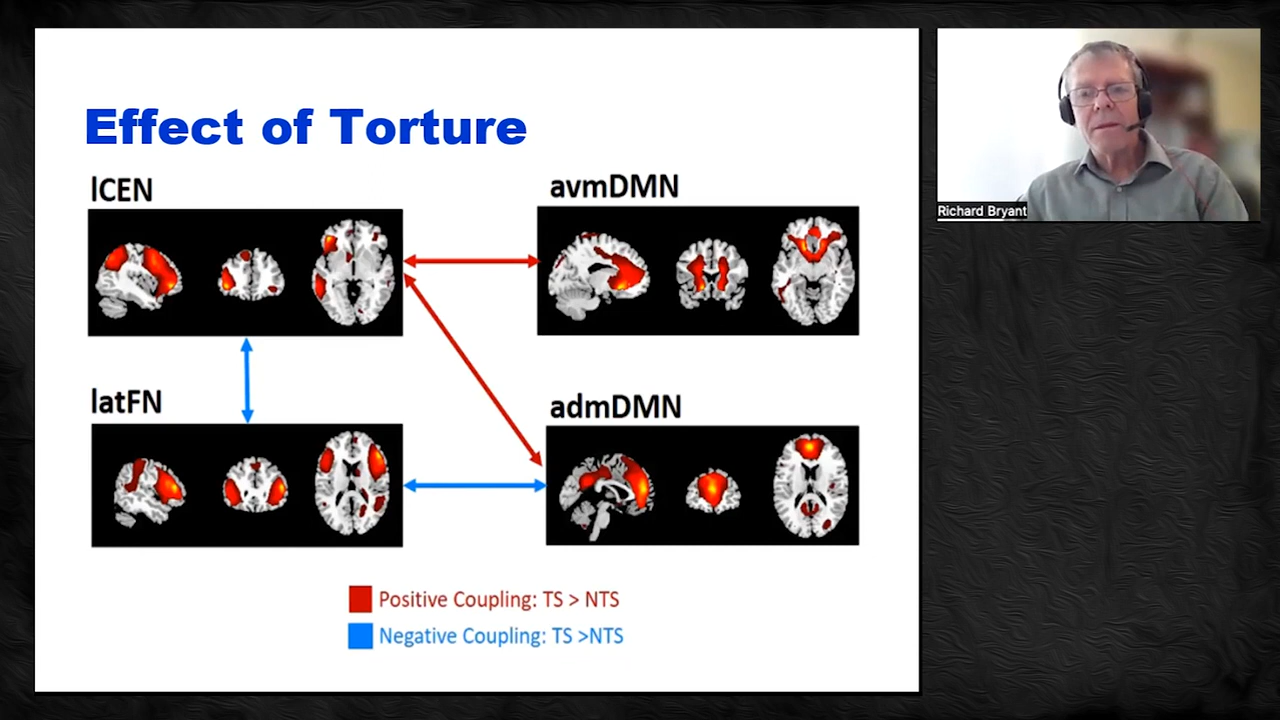 Effect of Torture
lCEN
avmDMN
latFN
admDMN
Positive Coupling: TS > NTS
Negative Coupling: TS >NTS
Richard Bryant